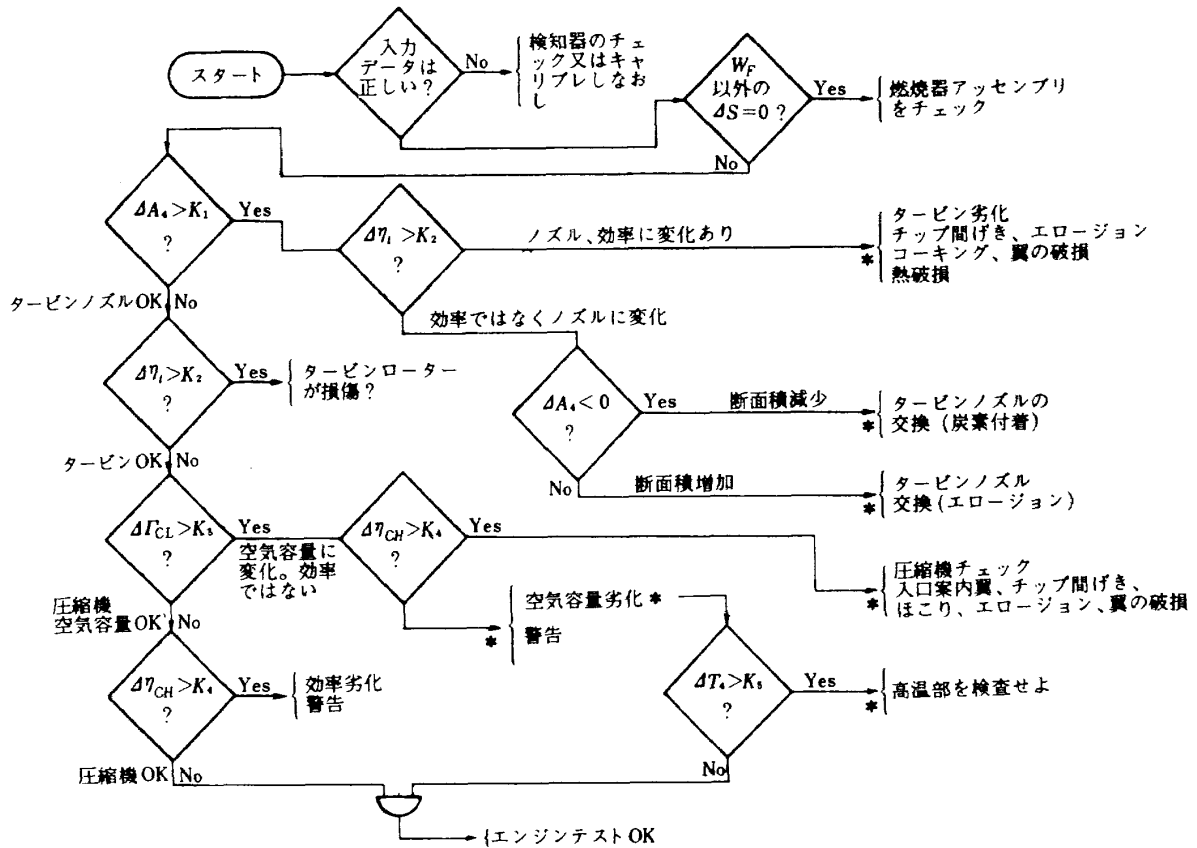 スタート
入力
データは
正しい?
No
検知器のチェ
ック又はキャ
リブレしなお
し
W_F
以外の
ΔS=0?
Yes
燃焼器アッセンブリ
をチェック
No
ΔA₄>K₁
?
Yes
Δη_t>K₂
?
ノズル、効率に変化あり
*
タービン劣化
チップ間げき、エロージョン
コーキング、翼の破損
熱破損
タービンノズルOK
No
効率ではなくノズルに変化
Δη_t>K₂
?
Yes
タービンローター
が損傷?
ΔA₄<0
?
Yes
断面積減少
*
タービンノズルの
交換(炭素付着)
No
断面積増加
*
タービンノズル
交換(エロージョン)
タービンOK
No
ΔΓ_CL>K₃
?
Yes
空気容量に
変化。効率
ではない
Δη_CH>K₄
?
Yes
*
圧縮機チェック
入口案内翼、チップ間げき、
ほこり、エロージョン、翼の破損
圧縮機
空気容量OK
No
*
空気容量劣化*
警告
Δη_CH>K₄
?
Yes
効率劣化
警告
ΔT₄>K₅
?
Yes
*
高温部を検査せよ
圧縮機OK
No
No
エンジンテストOK